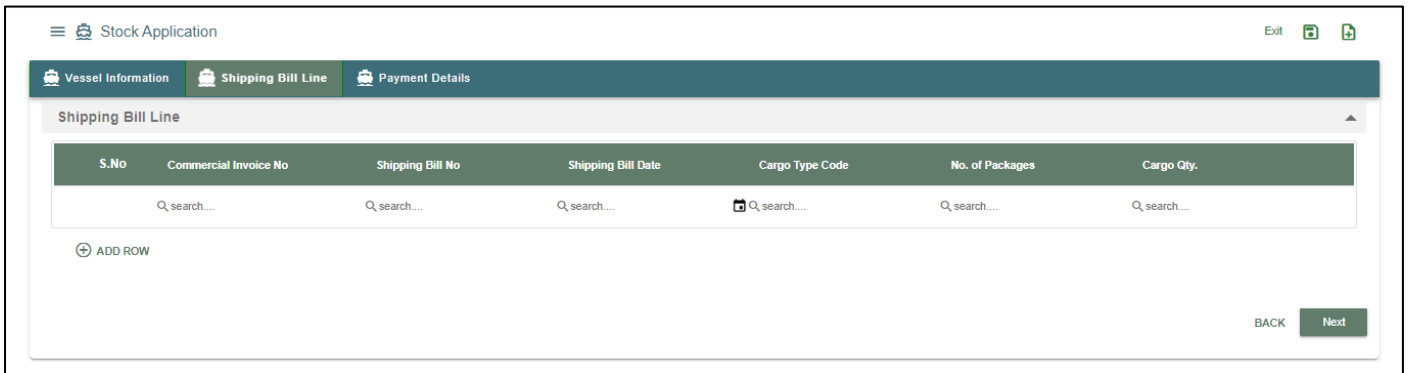 Stock Application
Exit
Vessel Information Shipping Bill Line Payment Details
Shipping Bill Line
S.No Commercial Invoice No Shipping Bill No Shipping Bill Date Cargo Type Code No. of Packages Cargo Qty.
search.... search.... search.... search.... search.... search....
ADD ROW
BACK Next